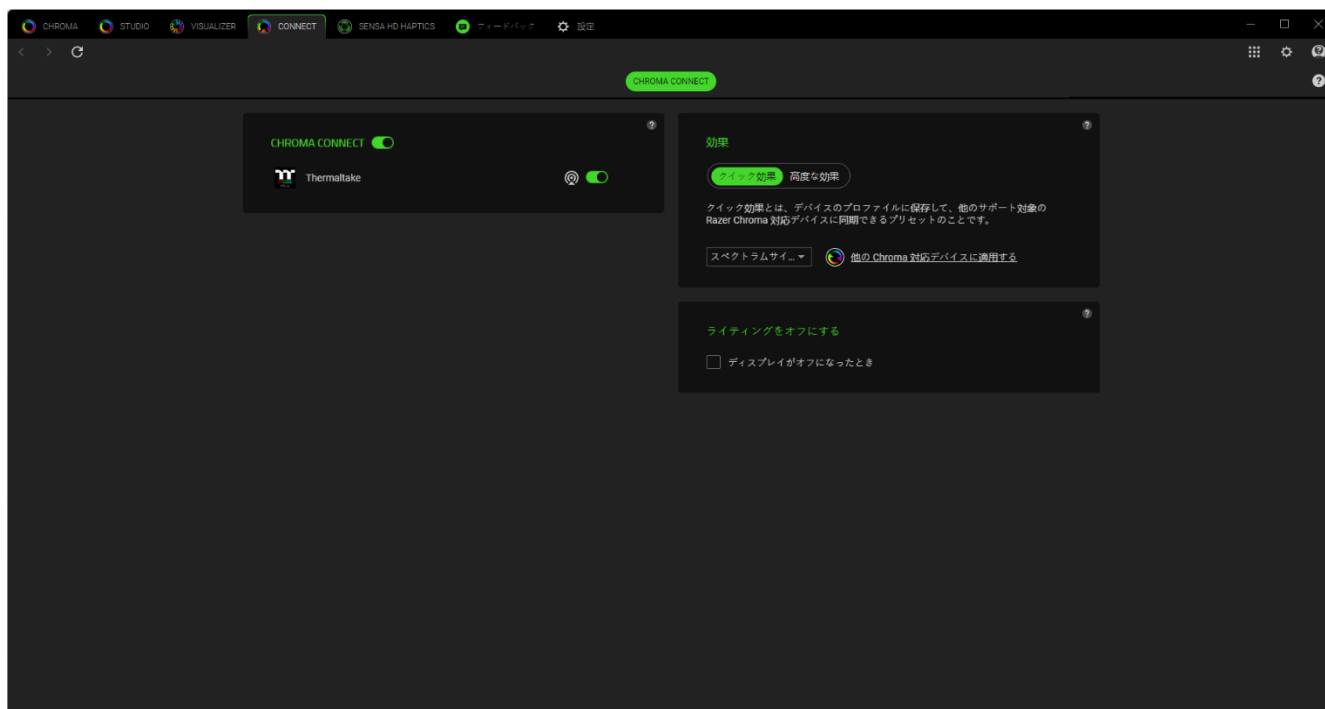 CHROMA
STUDIO
VISUALIZER
CONNECT
SENSA HD HAPTICS
フィードバック
設定
CHROMA CONNECT
CHROMA CONNECT
Thermaltake
効果
クイック効果
高度な効果
クイック効果とは、デバイスのプロファイルに保存して、他のサポート対象の
Razer Chroma 対応デバイスに同期できるプリセットのことです。
スペクトラムサイ...
他の Chroma 対応デバイスに適用する
ライティングをオフにする
ディスプレイがオフになったとき